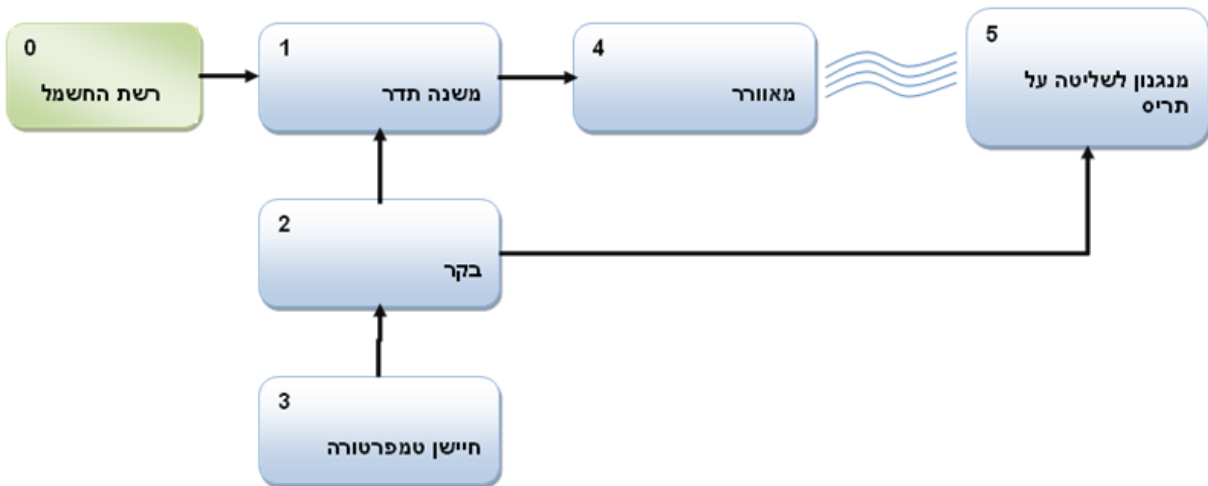 0
רשת החשמל
1
משנה תדר
4
מאוורר
5
מנגנון לשליטה על
תריס
2
בקר
3
חיישן טמפרטורה